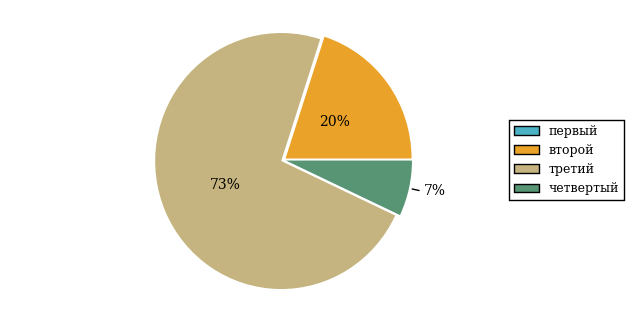 20%
73%
7%
первый
второй
третий
четвертый